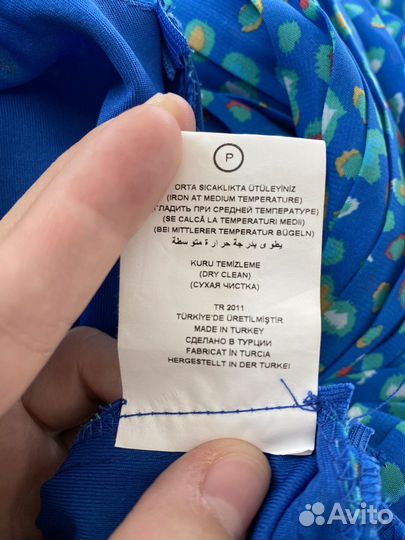 P
ORTA SICAKLIKTA ÜTÜLEYİNİZ
(IRON AT MEDIUM TEMPERATURE)
(ГЛАДИТЬ ПРИ СРЕДНЕЙ ТЕМПЕРАТУРЕ)
(SE CALCĂ LA TEMPERATURI MEDII)
(BEI MITTLERER TEMPERATUR BÜGELN)
يطوى بدرجة حرارة متوسطة
KURU TEMİZLEME
(DRY CLEAN)
(СУХАЯ ЧИСТКА)
TR 2011
TÜRKİYE'DE ÜRETİLMİŞTİR
MADE IN TURKEY
СДЕЛАНО В ТУРЦИИ
FABRICAT IN TURCIA
HERGESTELLT IN DER TURKEI
Avito